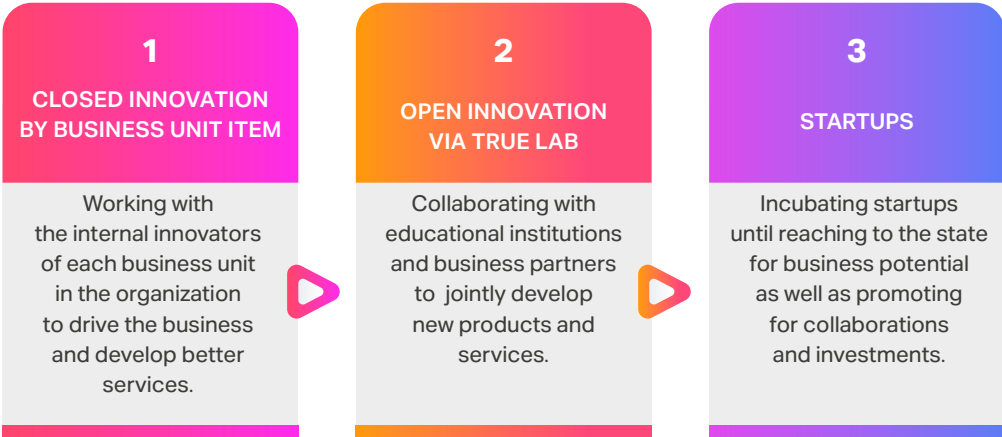 1
CLOSED INNOVATION
BY BUSINESS UNIT ITEM
Working with
the internal innovators
of each business unit
in the organization
to drive the business
and develop better
services.
2
OPEN INNOVATION
VIA TRUE LAB
Collaborating with
educational institutions
and business partners
to jointly develop
new products and
services.
3
STARTUPS
Incubating startups
until reaching to the state
for business potential
as well as promoting
for collaborations
and investments.